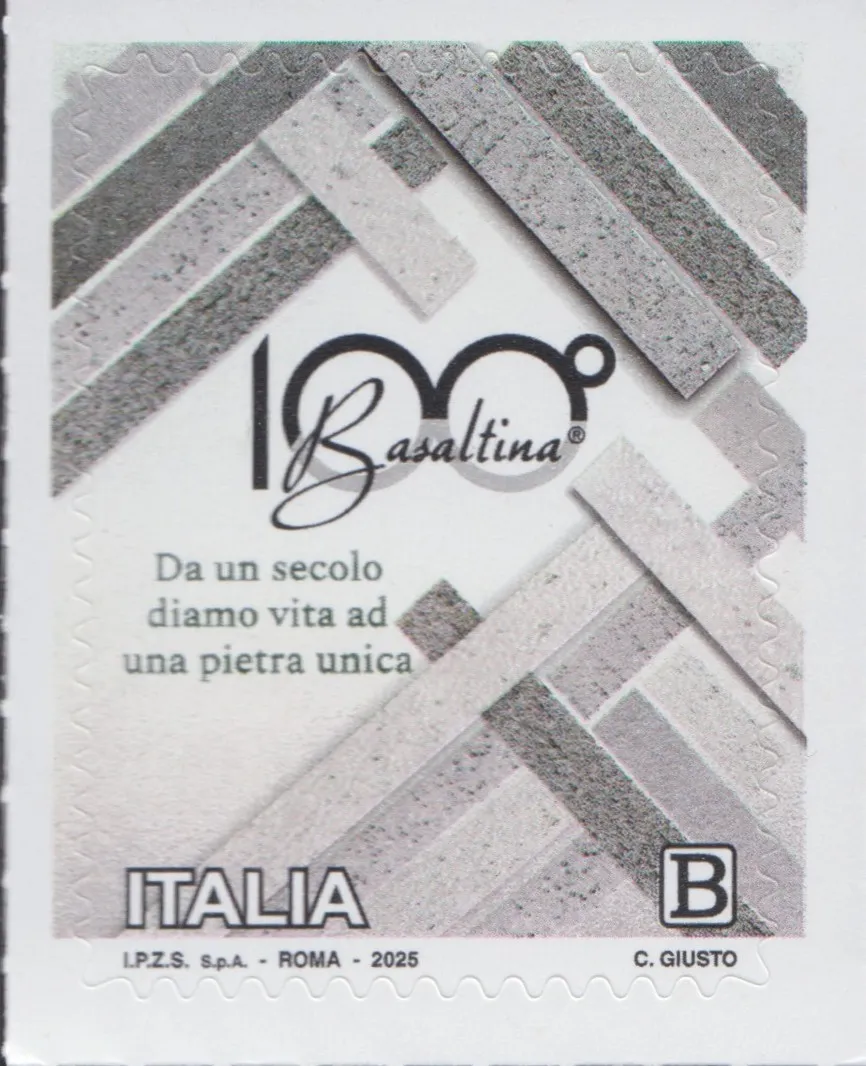 100°
Basaltina®
Da un secolo
diamo vita ad
una pietra unica
ITALIA B
I.P.Z.S. S.p.A. - ROMA - 2025 C. GIUSTO